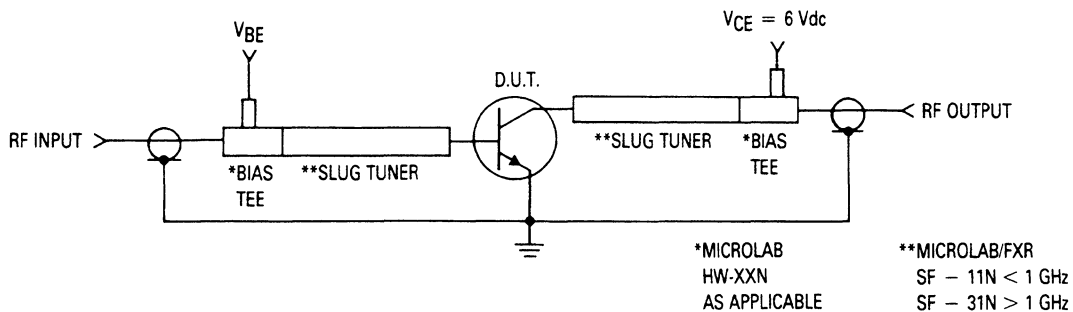 V_BE
V_CE = 6 Vdc
D.U.T.
RF INPUT
RF OUTPUT
*BIAS TEE
**SLUG TUNER
**SLUG TUNER
*BIAS TEE
*MICROLAB
HW-XXN
AS APPLICABLE
**MICROLAB/FXR
SF – 11N < 1 GHz
SF – 31N > 1 GHz